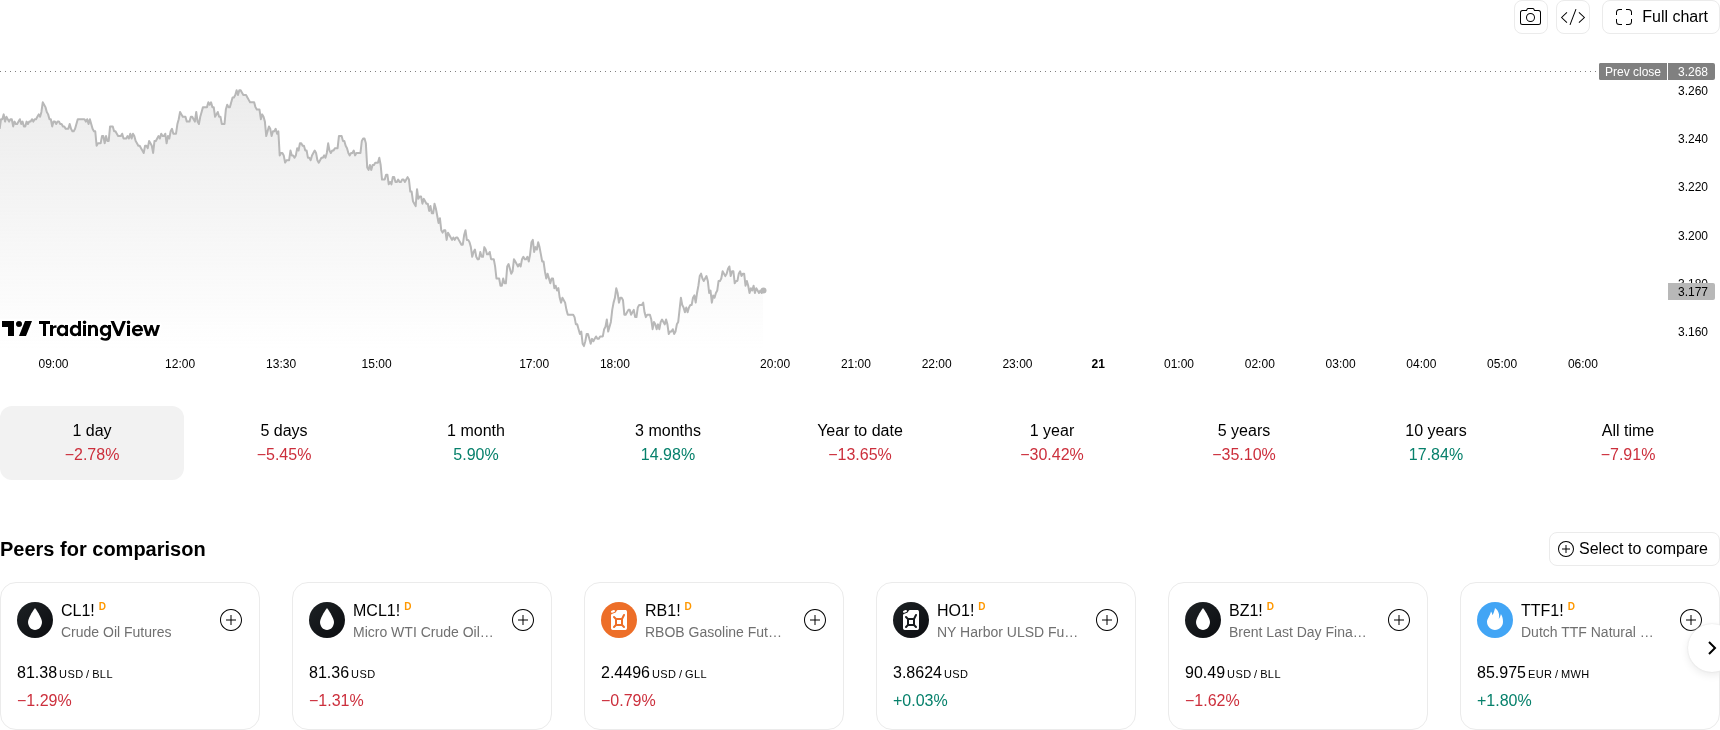 Full chart
Prev close 3.268
3.260
3.240
3.220
3.200
3.180
3.177
3.160
TradingView
09:00 12:00 13:30 15:00 17:00 18:00 20:00 21:00 22:00 23:00 21 01:00 02:00 03:00 04:00 05:00 06:00
1 day 5 days 1 month 3 months Year to date 1 year 5 years 10 years All time
−2.78% −5.45% 5.90% 14.98% −13.65% −30.42% −35.10% 17.84% −7.91%
Peers for comparison
Select to compare
CL1! D
Crude Oil Futures
81.38 USD / BLL
−1.29%
MCL1! D
Micro WTI Crude Oil…
81.36 USD
−1.31%
RB1! D
RBOB Gasoline Fut…
2.4496 USD / GLL
−0.79%
HO1! D
NY Harbor ULSD Fu…
3.8624 USD
+0.03%
BZ1! D
Brent Last Day Fina…
90.49 USD / BLL
−1.62%
TTF1! D
Dutch TTF Natural …
85.975 EUR / MWH
+1.80%